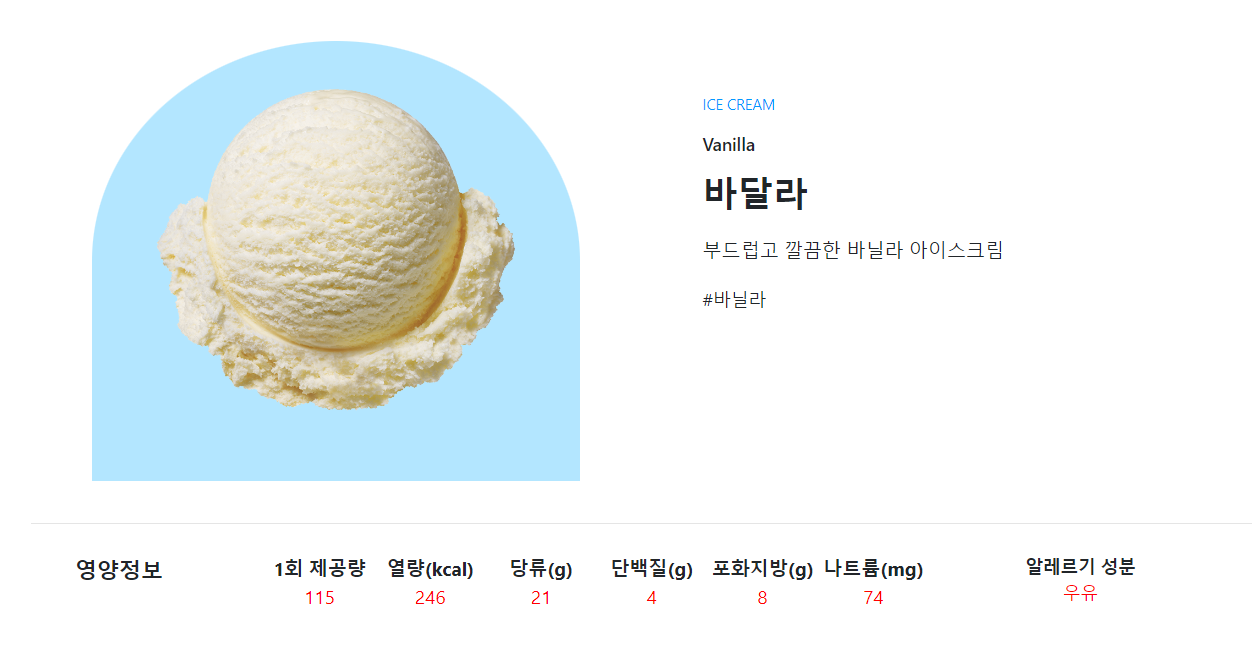 ICE CREAM
Vanilla
바달라
부드럽고 깔끔한 바닐라 아이스크림
#바닐라
영양정보 1회 제공량 열량(kcal) 당류(g) 단백질(g) 포화지방(g) 나트륨(mg) 알레르기 성분
115 246 21 4 8 74 우유